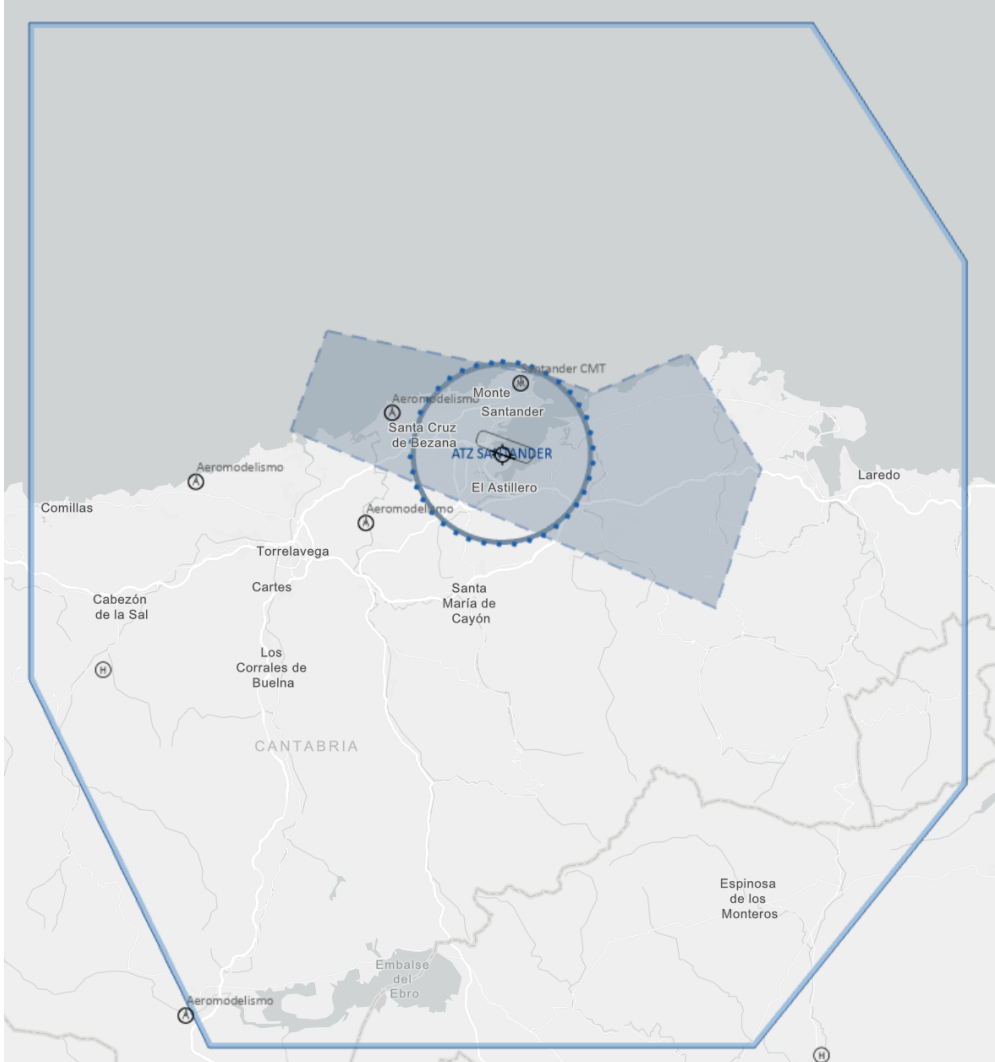 Santander CMT
Monte
Aeromodelismo
Santander
Santa Cruz
de Bezana
ATZ SANTANDER
Aeromodelismo
Laredo
El Astillero
Comillas
Aeromodelismo
Torrelavega
Cartes
Santa
María de
Cayón
Cabezón
de la Sal
Los
Corrales de
Buelna
H
CANTABRIA
Espinosa
de los
Monteros
Embalse
del
Ebro
Aeromodelismo
H